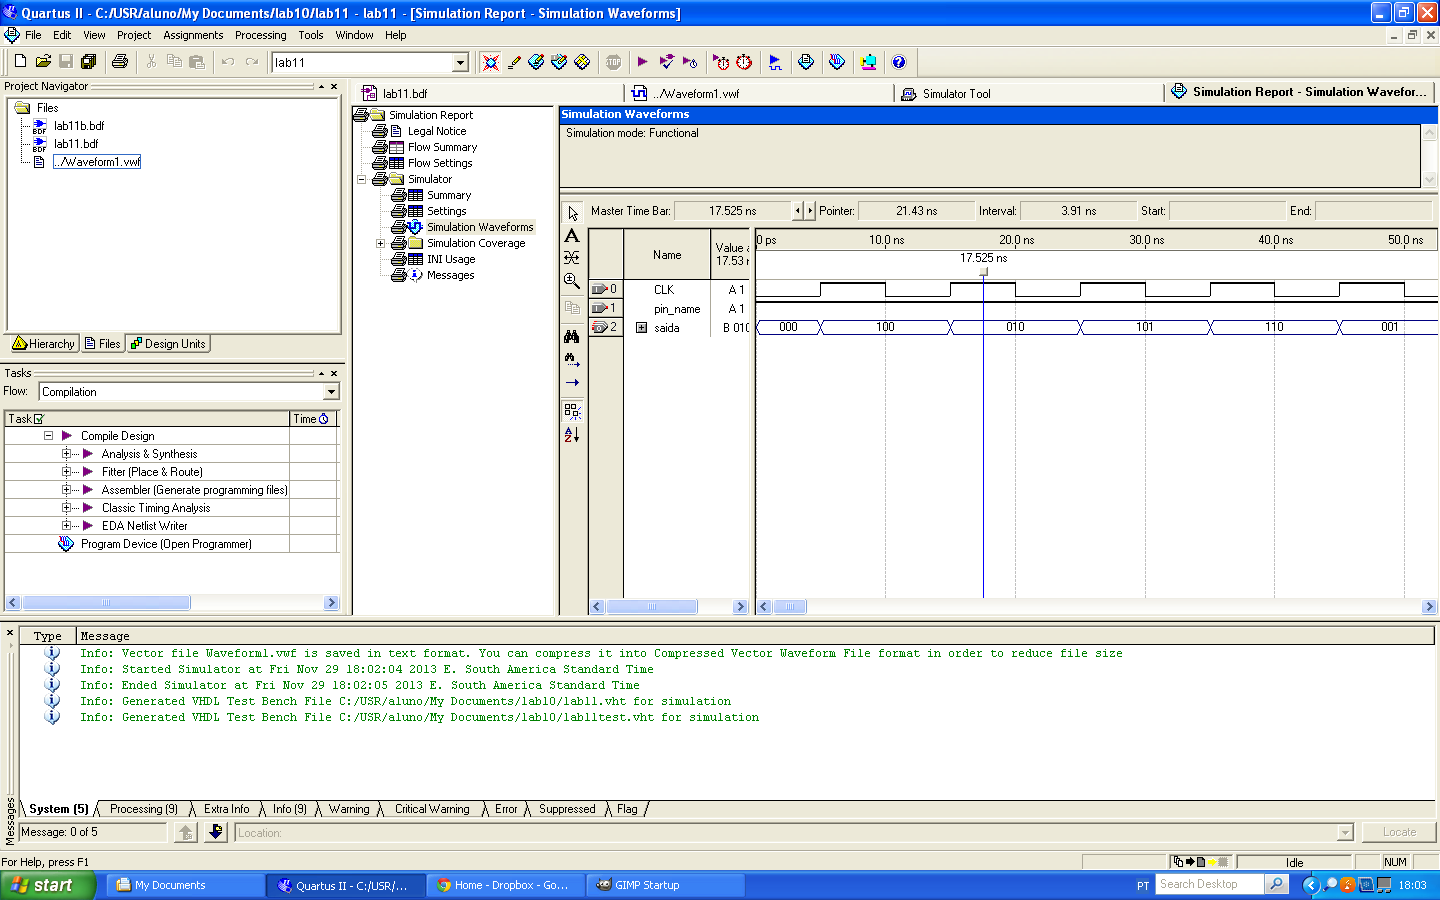 Quartus II - C:/USR/aluno/My Documents/lab10/lab11 - lab11 - [Simulation Report - Simulation Waveforms]
File Edit View Project Assignments Processing Tools Window Help
lab11
Project Navigator
Files
lab11b.bdf
lab11.bdf
../Waveform1.vwf
Hierarchy Files Design Units
Tasks
Flow: Compilation
Task Time
Compile Design
Analysis & Synthesis
Fitter (Place & Route)
Assembler (Generate programming files)
Classic Timing Analysis
EDA Netlist Writer
Program Device (Open Programmer)
lab11.bdf ../Waveform1.vwf Simulator Tool Simulation Report - Simulation Wavefor...
Simulation Report
Legal Notice
Flow Summary
Flow Settings
Simulator
Summary
Settings
Simulation Waveforms
Simulation Coverage
INI Usage
Messages
Simulation Waveforms
Simulation mode: Functional
Master Time Bar: 17.525 ns Pointer: 21.43 ns Interval: 3.91 ns Start: End:
Name Value a 17.53 n
0 ps 10.0 ns 20.0 ns 30.0 ns 40.0 ns 50.0 ns
17.525 ns
0 CLK A 1
1 pin_name A 1
2 saida B 010 000 100 010 101 110 001
Type Message
Info: Vector file Waveform1.vwf is saved in text format. You can compress it into Compressed Vector Waveform File format in order to reduce file size
Info: Started Simulator at Fri Nov 29 18:02:04 2013 E. South America Standard Time
Info: Ended Simulator at Fri Nov 29 18:02:05 2013 E. South America Standard Time
Info: Generated VHDL Test Bench File C:/USR/aluno/My Documents/lab10/lab11.vht for simulation
Info: Generated VHDL Test Bench File C:/USR/aluno/My Documents/lab10/lab11test.vht for simulation
System (5) Processing (9) Extra Info Info (9) Warning Critical Warning Error Suppressed Flag
Messages
Message: 0 of 5 Location: Locate
For Help, press F1 Idle NUM
start My Documents Quartus II - C:/USR/... Home - Dropbox - Go... GIMP Startup PT Search Desktop 18:03